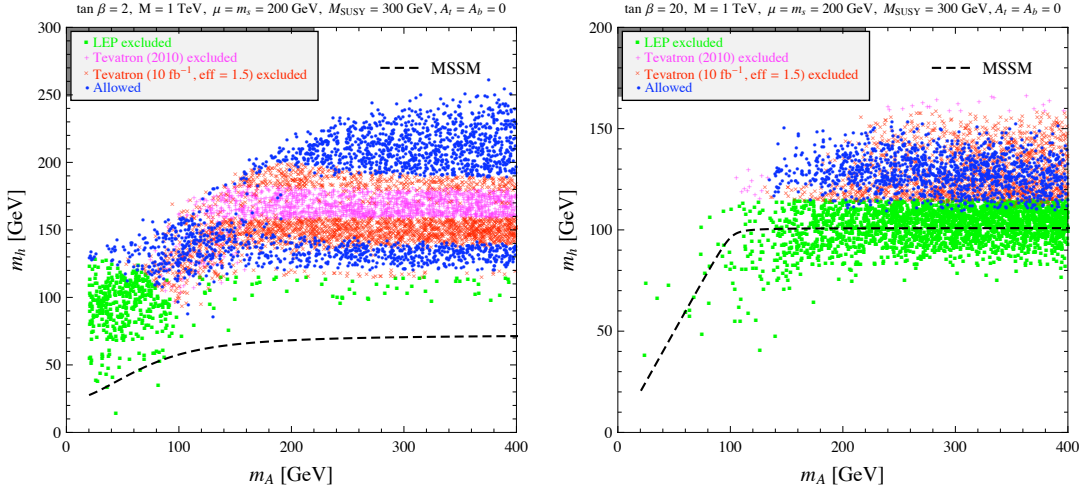 tan β = 2, M = 1 TeV, μ = m_s = 200 GeV, M_SUSY = 300 GeV, A_t = A_b = 0
LEP excluded
Tevatron (2010) excluded
Tevatron (10 fb⁻¹, eff = 1.5) excluded
Allowed
MSSM
300
250
200
150
100
50
0
m_h [GeV]
0 100 200 300 400
m_A [GeV]
tan β = 20, M = 1 TeV, μ = m_s = 200 GeV, M_SUSY = 300 GeV, A_t = A_b = 0
LEP excluded
Tevatron (2010) excluded
Tevatron (10 fb⁻¹, eff = 1.5) excluded
Allowed
MSSM
200
150
100
50
0
m_h [GeV]
0 100 200 300 400
m_A [GeV]